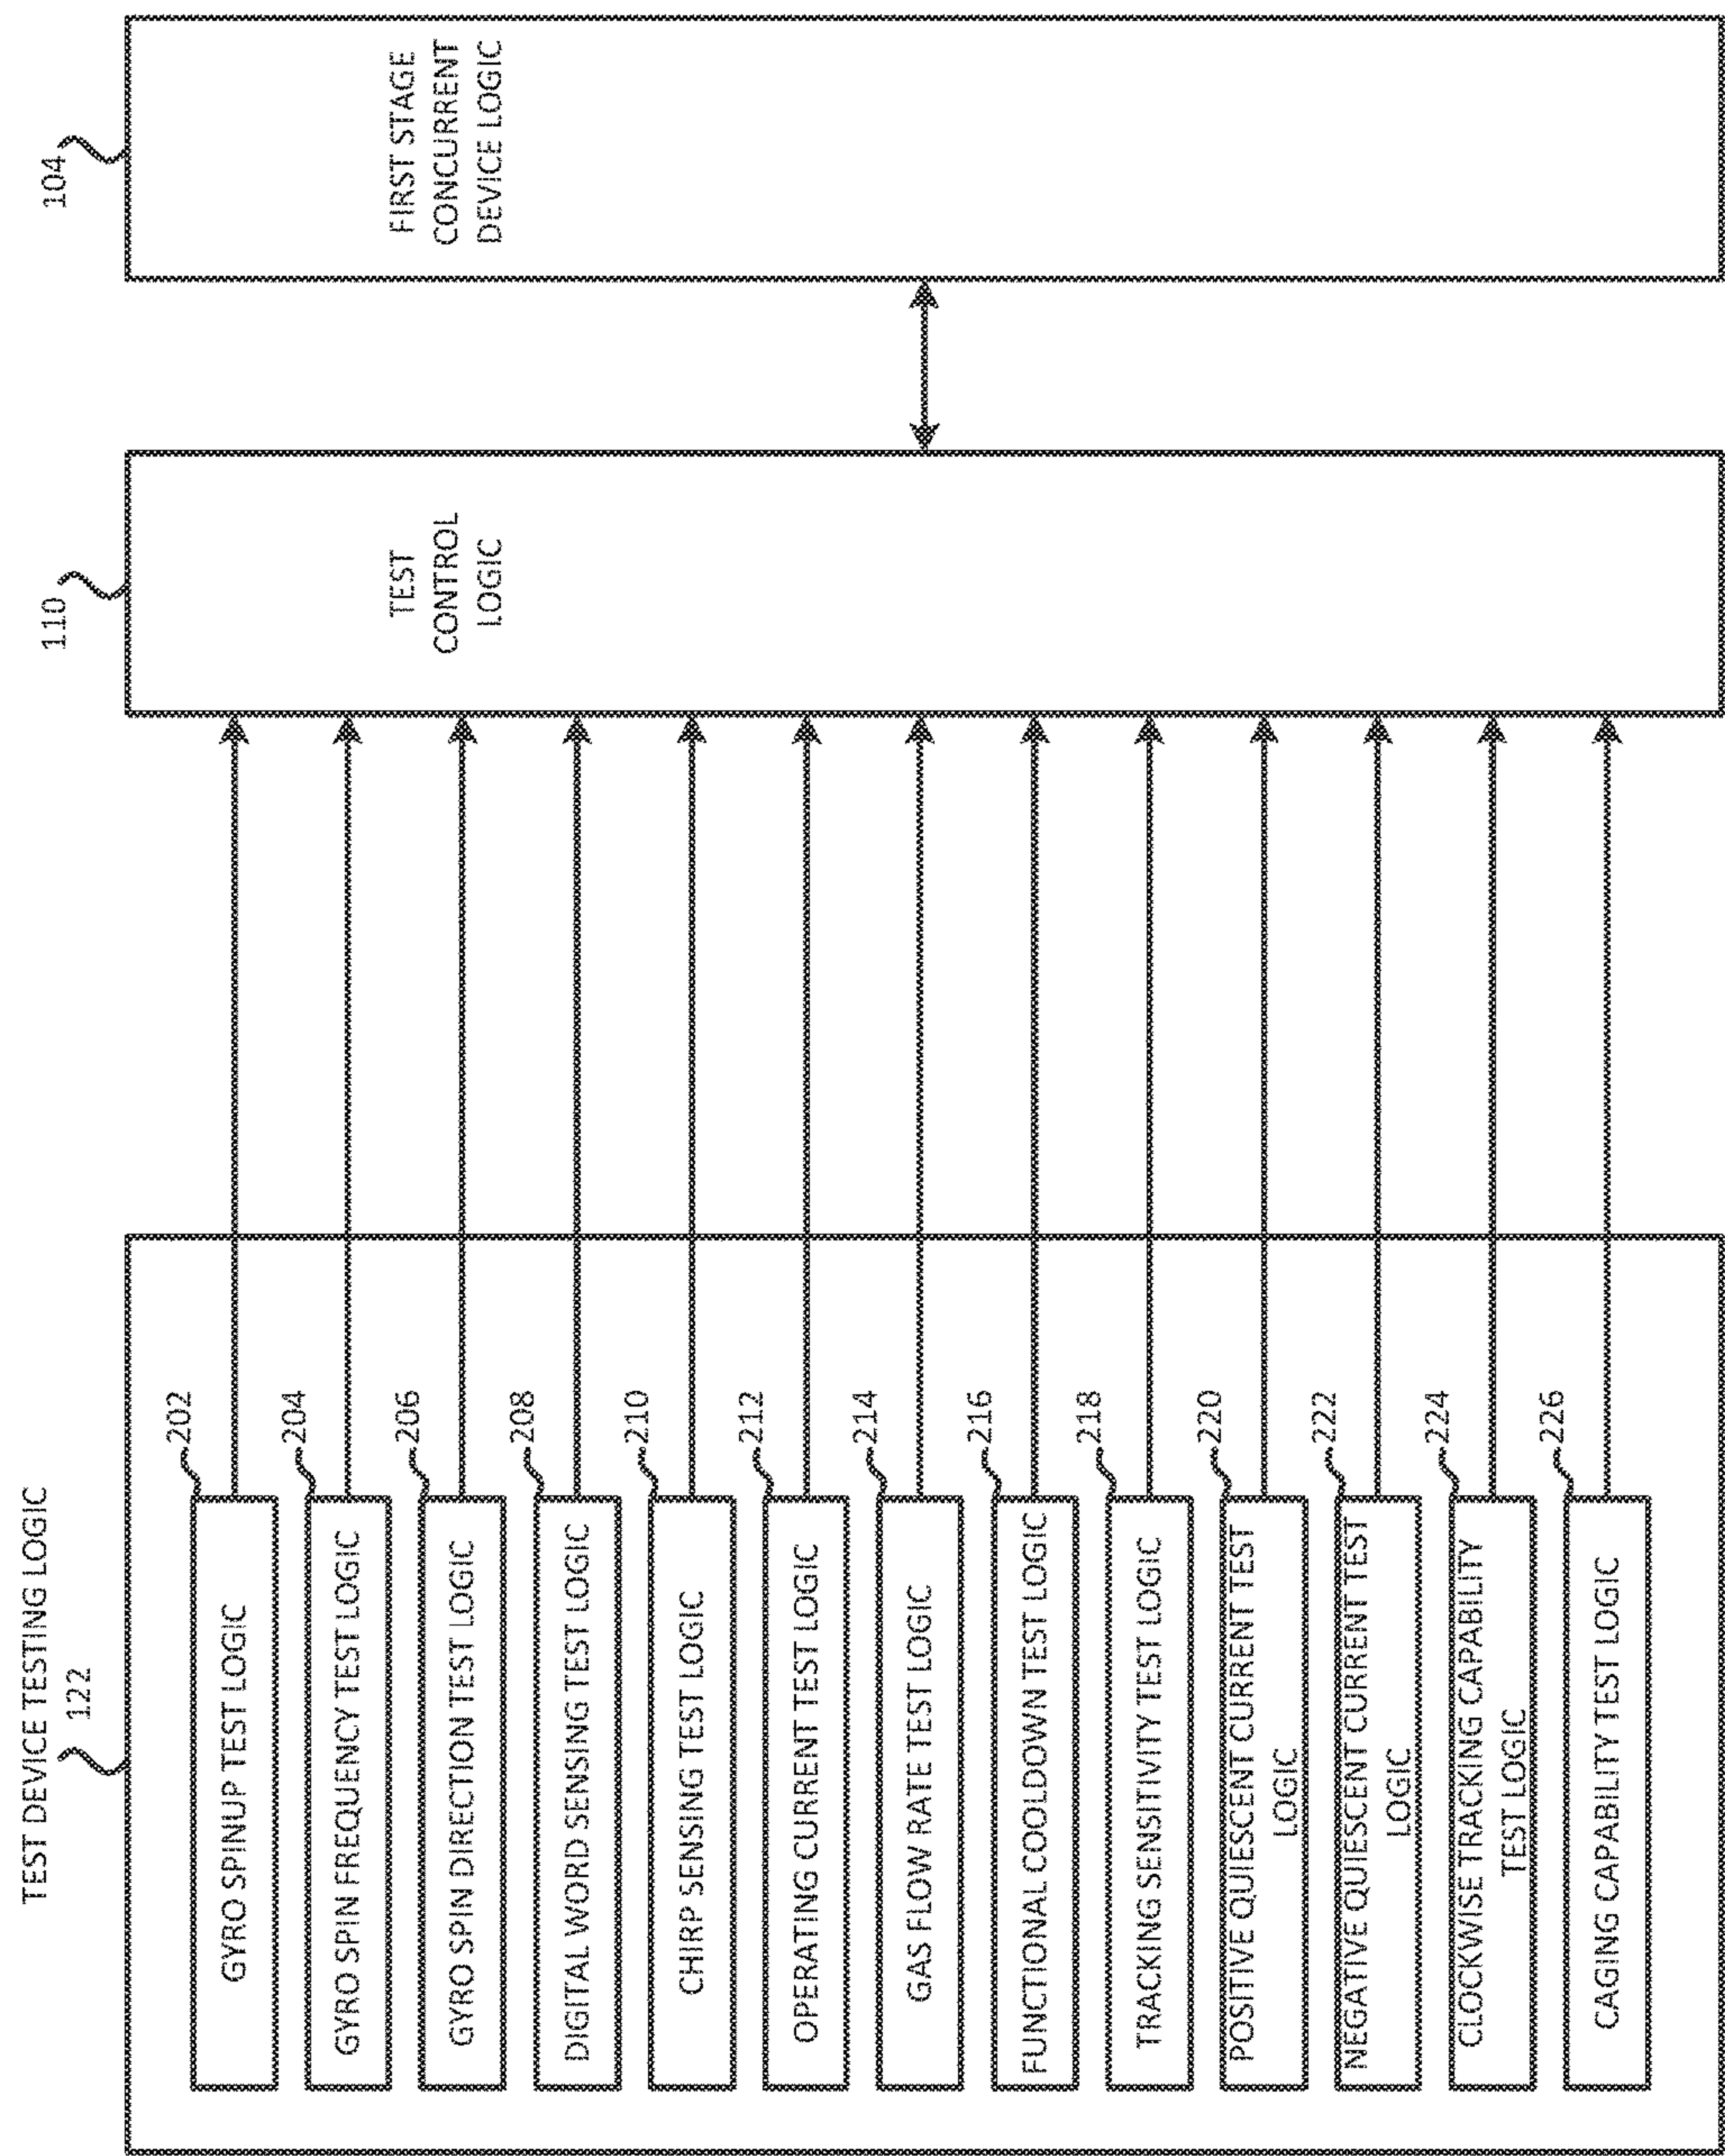 TEST DEVICE TESTING LOGIC
122
GYRO SPINUP TEST LOGIC
202
GYRO SPIN FREQUENCY TEST LOGIC
204
GYRO SPIN DIRECTION TEST LOGIC
206
DIGITAL WORD SENSING TEST LOGIC
208
CHIRP SENSING TEST LOGIC
210
OPERATING CURRENT TEST LOGIC
212
GAS FLOW RATE TEST LOGIC
214
FUNCTIONAL COOLDOWN TEST LOGIC
216
TRACKING SENSITIVITY TEST LOGIC
218
POSITIVE QUIESCENT CURRENT TEST
LOGIC
220
NEGATIVE QUIESCENT CURRENT TEST
LOGIC
222
CLOCKWISE TRACKING CAPABILITY
TEST LOGIC
224
CAGING CAPABILITY TEST LOGIC
226
110
TEST
CONTROL
LOGIC
104
FIRST STAGE
CONCURRENT
DEVICE LOGIC